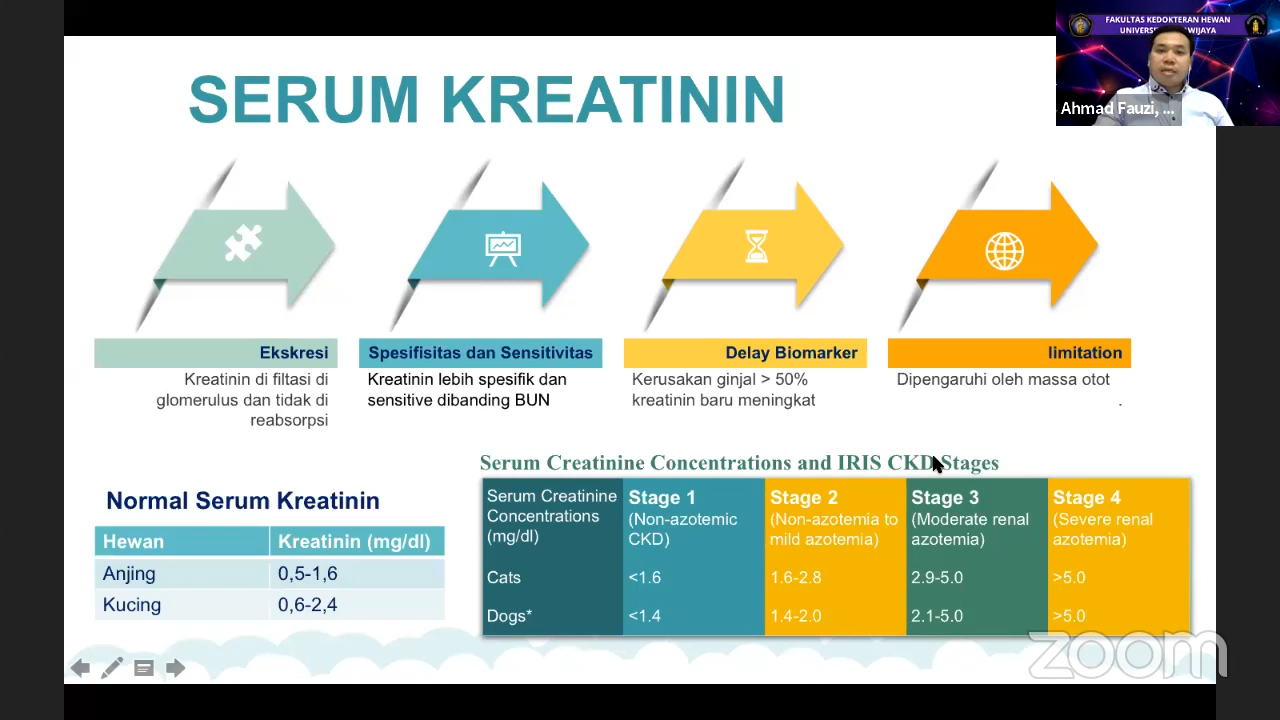 FAKULTAS KEDOKTERAN HEWAN
Ahmad Fauzi, ...
SERUM KREATININ
Ekskresi
Kreatinin di filtasi di
glomerulus dan tidak di
reabsorpsi
Spesifisitas dan Sensitivitas
Kreatinin lebih spesifik dan
sensitive dibanding BUN
Delay Biomarker
Kerusakan ginjal > 50%
kreatinin baru meningkat
limitation
Dipengaruhi oleh massa otot
.
Normal Serum Kreatinin
Hewan Kreatinin (mg/dl)
Anjing 0,5-1,6
Kucing 0,6-2,4
Serum Creatinine Concentrations and IRIS CKD Stages
Serum Creatinine
Concentrations
(mg/dl)
Stage 1
(Non-azotemic
CKD)
Stage 2
(Non-azotemia to
mild azotemia)
Stage 3
(Moderate renal
azotemia)
Stage 4
(Severe renal
azotemia)
Cats <1.6 1.6-2.8 2.9-5.0 >5.0
Dogs* <1.4 1.4-2.0 2.1-5.0 >5.0
zoom